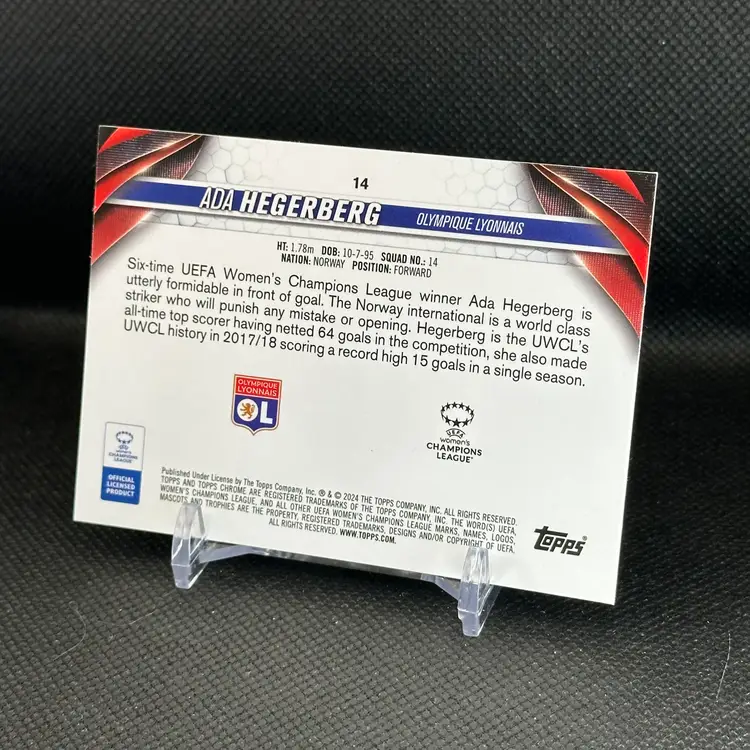 14
ADA HEGERBERG OLYMPIQUE LYONNAIS
HT: 1.78m DOB: 10-7-95 SQUAD NO.: 14
NATION: NORWAY POSITION: FORWARD
Six-time UEFA Women's Champions League winner Ada Hegerberg is
utterly formidable in front of goal. The Norway international is a world class
striker who will punish any mistake or opening. Hegerberg is the UWCL's
all-time top scorer having netted 64 goals in the competition, she also made
UWCL history in 2017/18 scoring a record high 15 goals in a single season.
OLYMPIQUE
LYONNAIS
OL
UEFA
Women's
CHAMPIONS
LEAGUE
UEFA
Women's
CHAMPIONS
LEAGUE
OFFICIAL
LICENSED
PRODUCT
Published Under License by The Topps Company, Inc. ® & © 2024 THE TOPPS COMPANY, INC. ALL RIGHTS RESERVED.
TOPPS AND TOPPS CHROME ARE REGISTERED TRADEMARKS OF THE TOPPS COMPANY, INC. THE WORD(S) UEFA,
WOMEN'S CHAMPIONS LEAGUE, AND ALL OTHER UEFA WOMEN'S CHAMPIONS LEAGUE MARKS, NAMES, LOGOS,
MASCOTS AND TROPHIES ARE THE PROPERTY, REGISTERED TRADEMARKS, DESIGNS AND/OR COPYRIGHT OF UEFA.
ALL RIGHTS RESERVED. WWW.TOPPS.COM.
Topps®